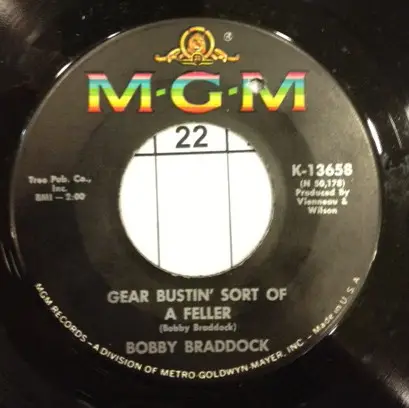 M·G·M
22
Tree Pub. Co.,
Inc.
BMI — 2:00
K-13658
(N 50,178)
Produced By
Vienneau &
Wilson
GEAR BUSTIN' SORT OF
A FELLER
(Bobby Braddock)
BOBBY BRADDOCK
MGM RECORDS - A DIVISION OF METRO-GOLDWYN-MAYER, INC. - Made in U.S.A